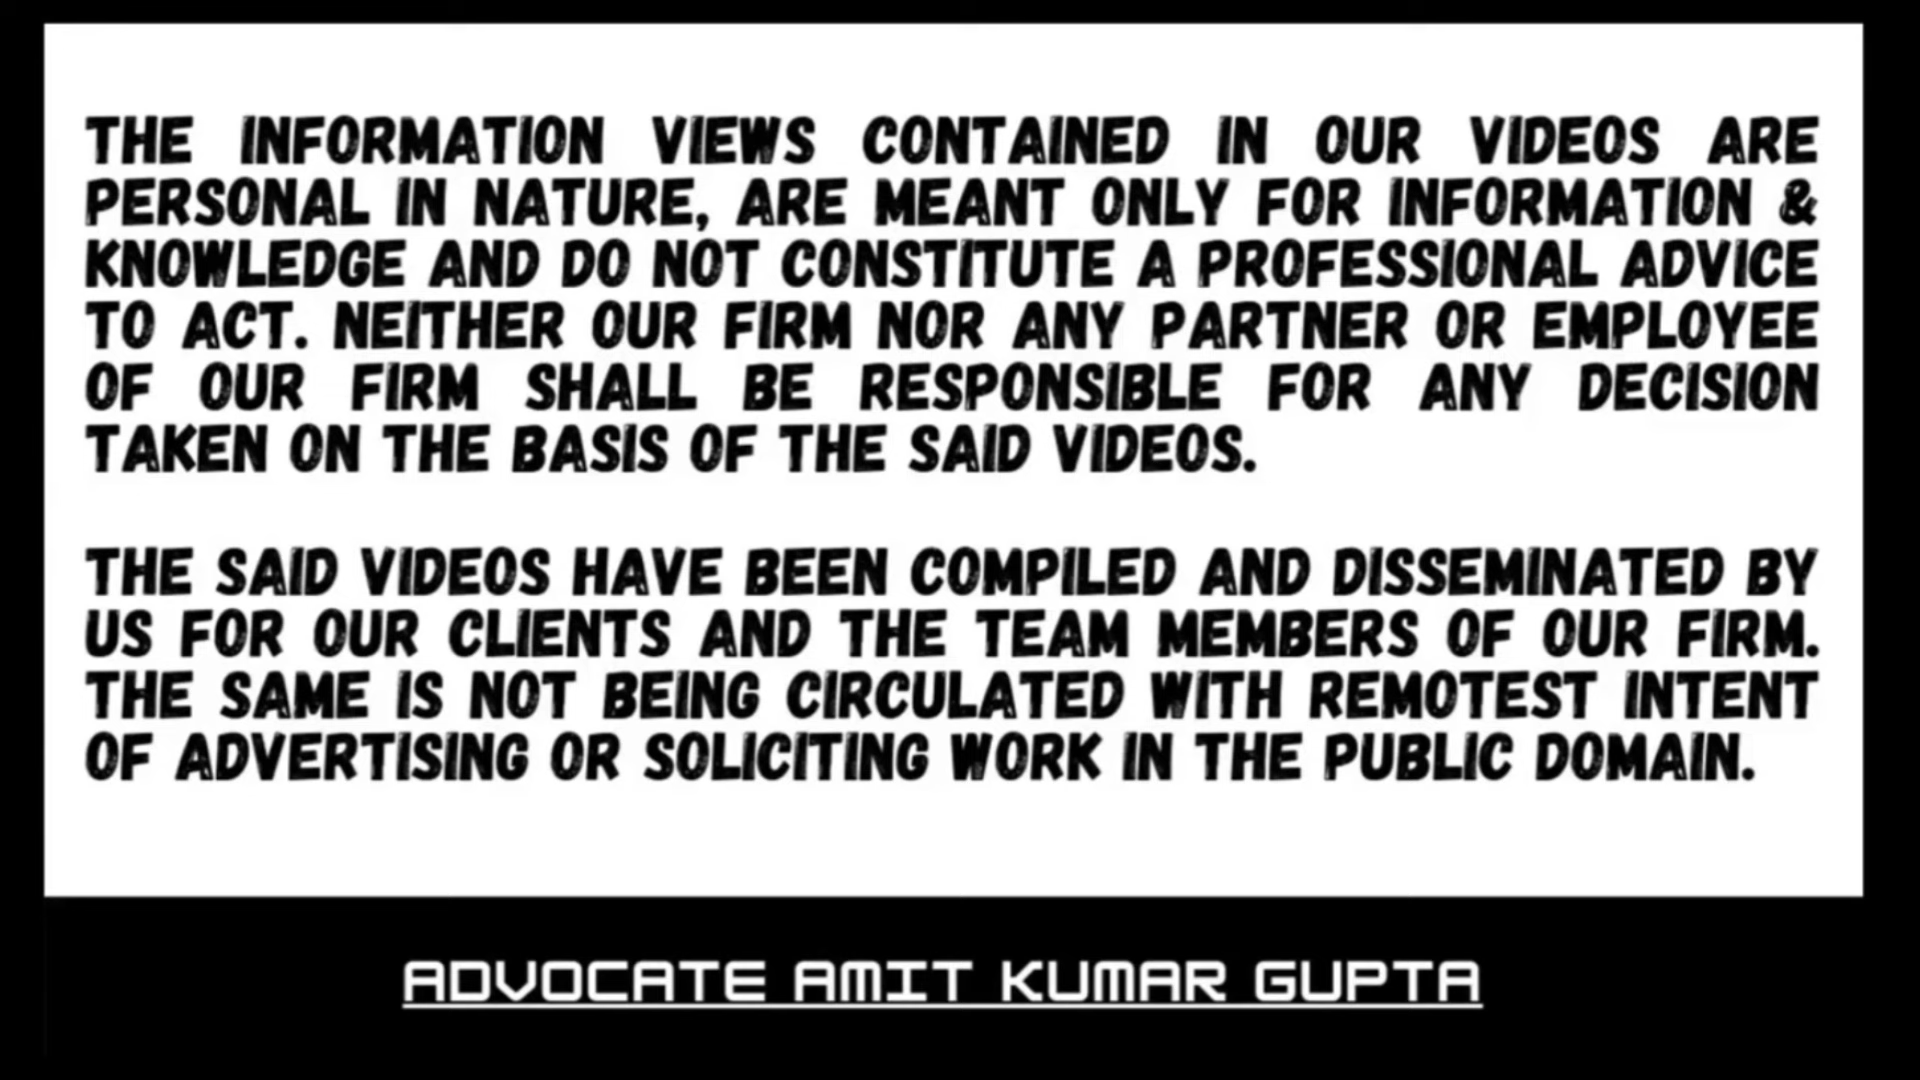 THE INFORMATION VIEWS CONTAINED IN OUR VIDEOS ARE
PERSONAL IN NATURE, ARE MEANT ONLY FOR INFORMATION &
KNOWLEDGE AND DO NOT CONSTITUTE A PROFESSIONAL ADVICE
TO ACT. NEITHER OUR FIRM NOR ANY PARTNER OR EMPLOYEE
OF OUR FIRM SHALL BE RESPONSIBLE FOR ANY DECISION
TAKEN ON THE BASIS OF THE SAID VIDEOS.
THE SAID VIDEOS HAVE BEEN COMPILED AND DISSEMINATED BY
US FOR OUR CLIENTS AND THE TEAM MEMBERS OF OUR FIRM.
THE SAME IS NOT BEING CIRCULATED WITH REMOTEST INTENT
OF ADVERTISING OR SOLICITING WORK IN THE PUBLIC DOMAIN.
ADVOCATE AMIT KUMAR GUPTA